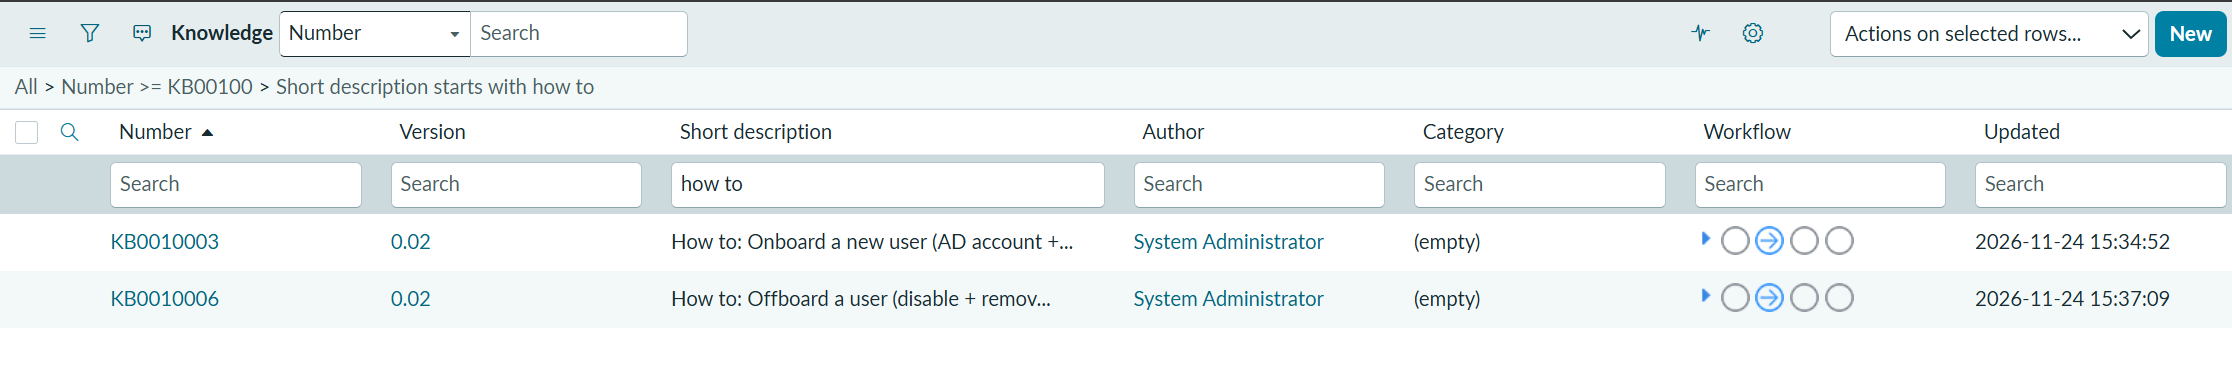 Knowledge Number Search Actions on selected rows... New
All > Number >= KB00100 > Short description starts with how to
Number Version Short description Author Category Workflow Updated
Search Search how to Search Search Search Search
KB0010003 0.02 How to: Onboard a new user (AD account +... System Administrator (empty) 2026-11-24 15:34:52
KB0010006 0.02 How to: Offboard a user (disable + remov... System Administrator (empty) 2026-11-24 15:37:09